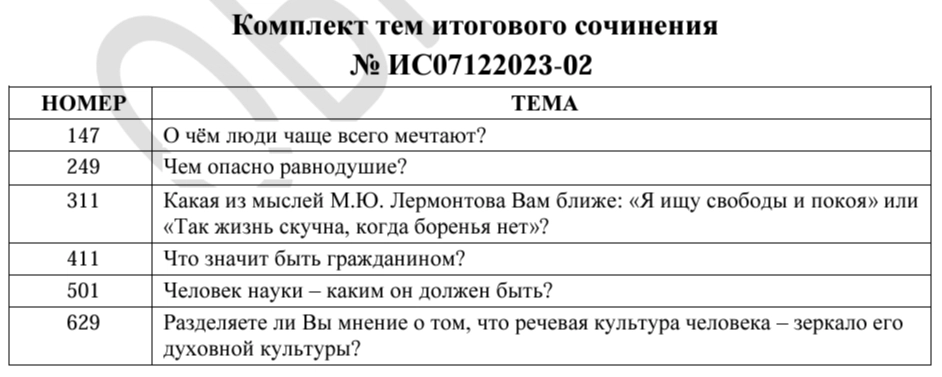 Комплект тем итогового сочинения
№ ИС07122023-02
НОМЕР ТЕМА
147 О чём люди чаще всего мечтают?
249 Чем опасно равнодушие?
311 Какая из мыслей М.Ю. Лермонтова Вам ближе: «Я ищу свободы и покоя» или
«Так жизнь скучна, когда боренья нет»?
411 Что значит быть гражданином?
501 Человек науки – каким он должен быть?
629 Разделяете ли Вы мнение о том, что речевая культура человека – зеркало его
духовной культуры?